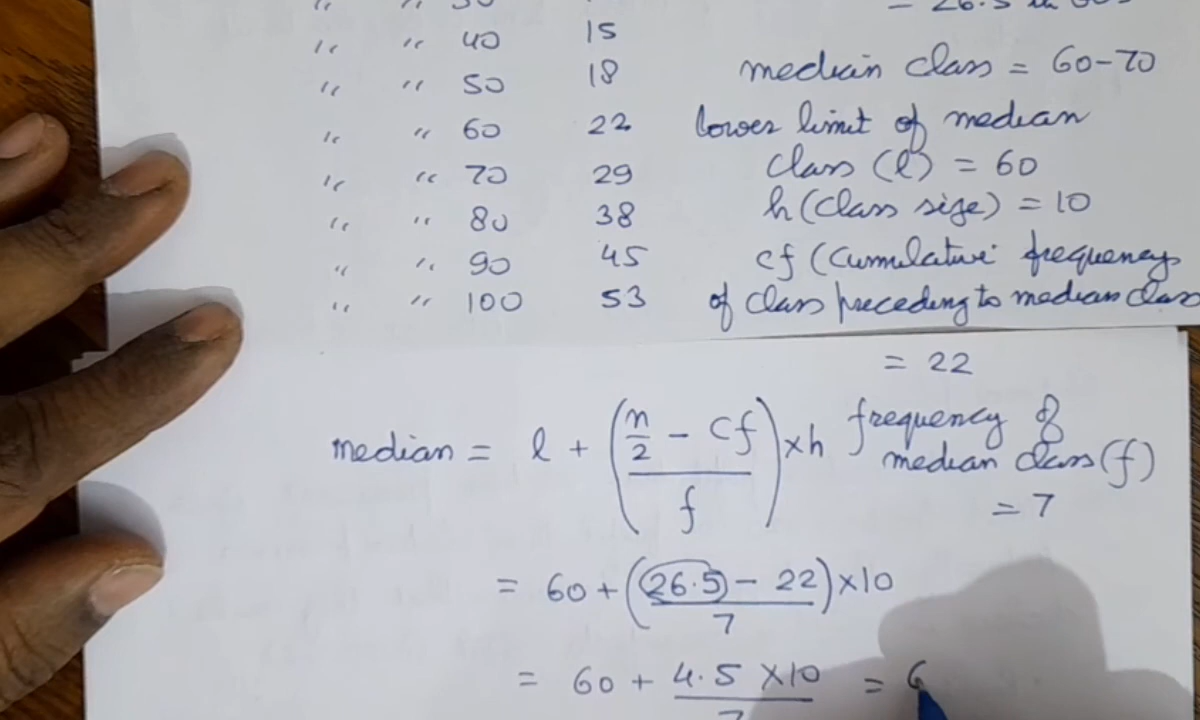 " " 40 15
" " 50 18
" " 60 22
" " 70 29
" " 80 38
" " 90 45
" " 100 53
median class = 60-70
lower limit of median
class (l) = 60
h (class size) = 10
cf (cumulative frequency
of class preceding to median class
= 22
median = l + (n/2 - cf / f) × h
frequency of
median class (f)
= 7
= 60 + (26.5 - 22 / 7) × 10
= 60 + 4.5 × 10 / 7 = 6